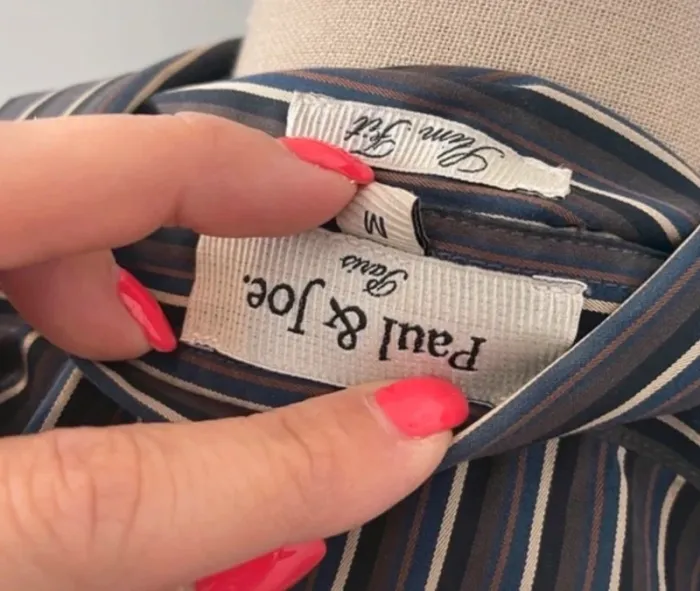 Paul & Joe.
Paris
M
Slim Fit